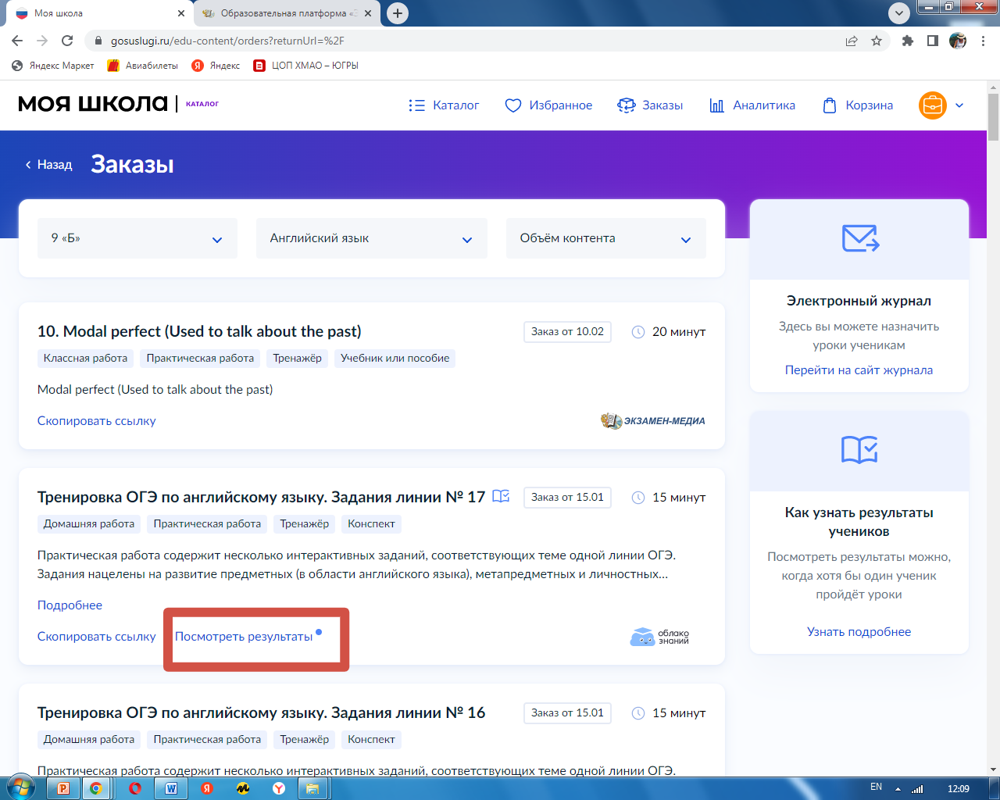 Моя школа
Образовательная платформа «Э
gosuslugi.ru/edu-content/orders?returnUrl=%2F
Яндекс Маркет
Авиабилеты
Яндекс
ЦОП ХМАО – ЮГРЫ
МОЯ ШКОЛА
КАТАЛОГ
Каталог
Избранное
Заказы
Аналитика
Корзина
Назад
Заказы
9 «Б»
Английский язык
Объём контента
10. Modal perfect (Used to talk about the past)
Заказ от 10.02
20 минут
Классная работа
Практическая работа
Тренажёр
Учебник или пособие
Modal perfect (Used to talk about the past)
Скопировать ссылку
ЭКЗАМЕН-МЕДИА
Тренировка ОГЭ по английскому языку. Задания линии № 17
Заказ от 15.01
15 минут
Домашняя работа
Практическая работа
Тренажёр
Конспект
Практическая работа содержит несколько интерактивных заданий, соответствующих теме одной линии ОГЭ.
Задания нацелены на развитие предметных (в области английского языка), метапредметных и личностных...
Подробнее
Скопировать ссылку
Посмотреть результаты
облако
знаний
Тренировка ОГЭ по английскому языку. Задания линии № 16
Заказ от 15.01
15 минут
Домашняя работа
Практическая работа
Тренажёр
Конспект
Практическая работа содержит несколько интерактивных заданий, соответствующих теме одной линии ОГЭ.
Электронный журнал
Здесь вы можете назначить
уроки ученикам
Перейти на сайт журнала
Как узнать результаты
учеников
Посмотреть результаты можно,
когда хотя бы один ученик
пройдёт уроки
Узнать подробнее
EN
12:09